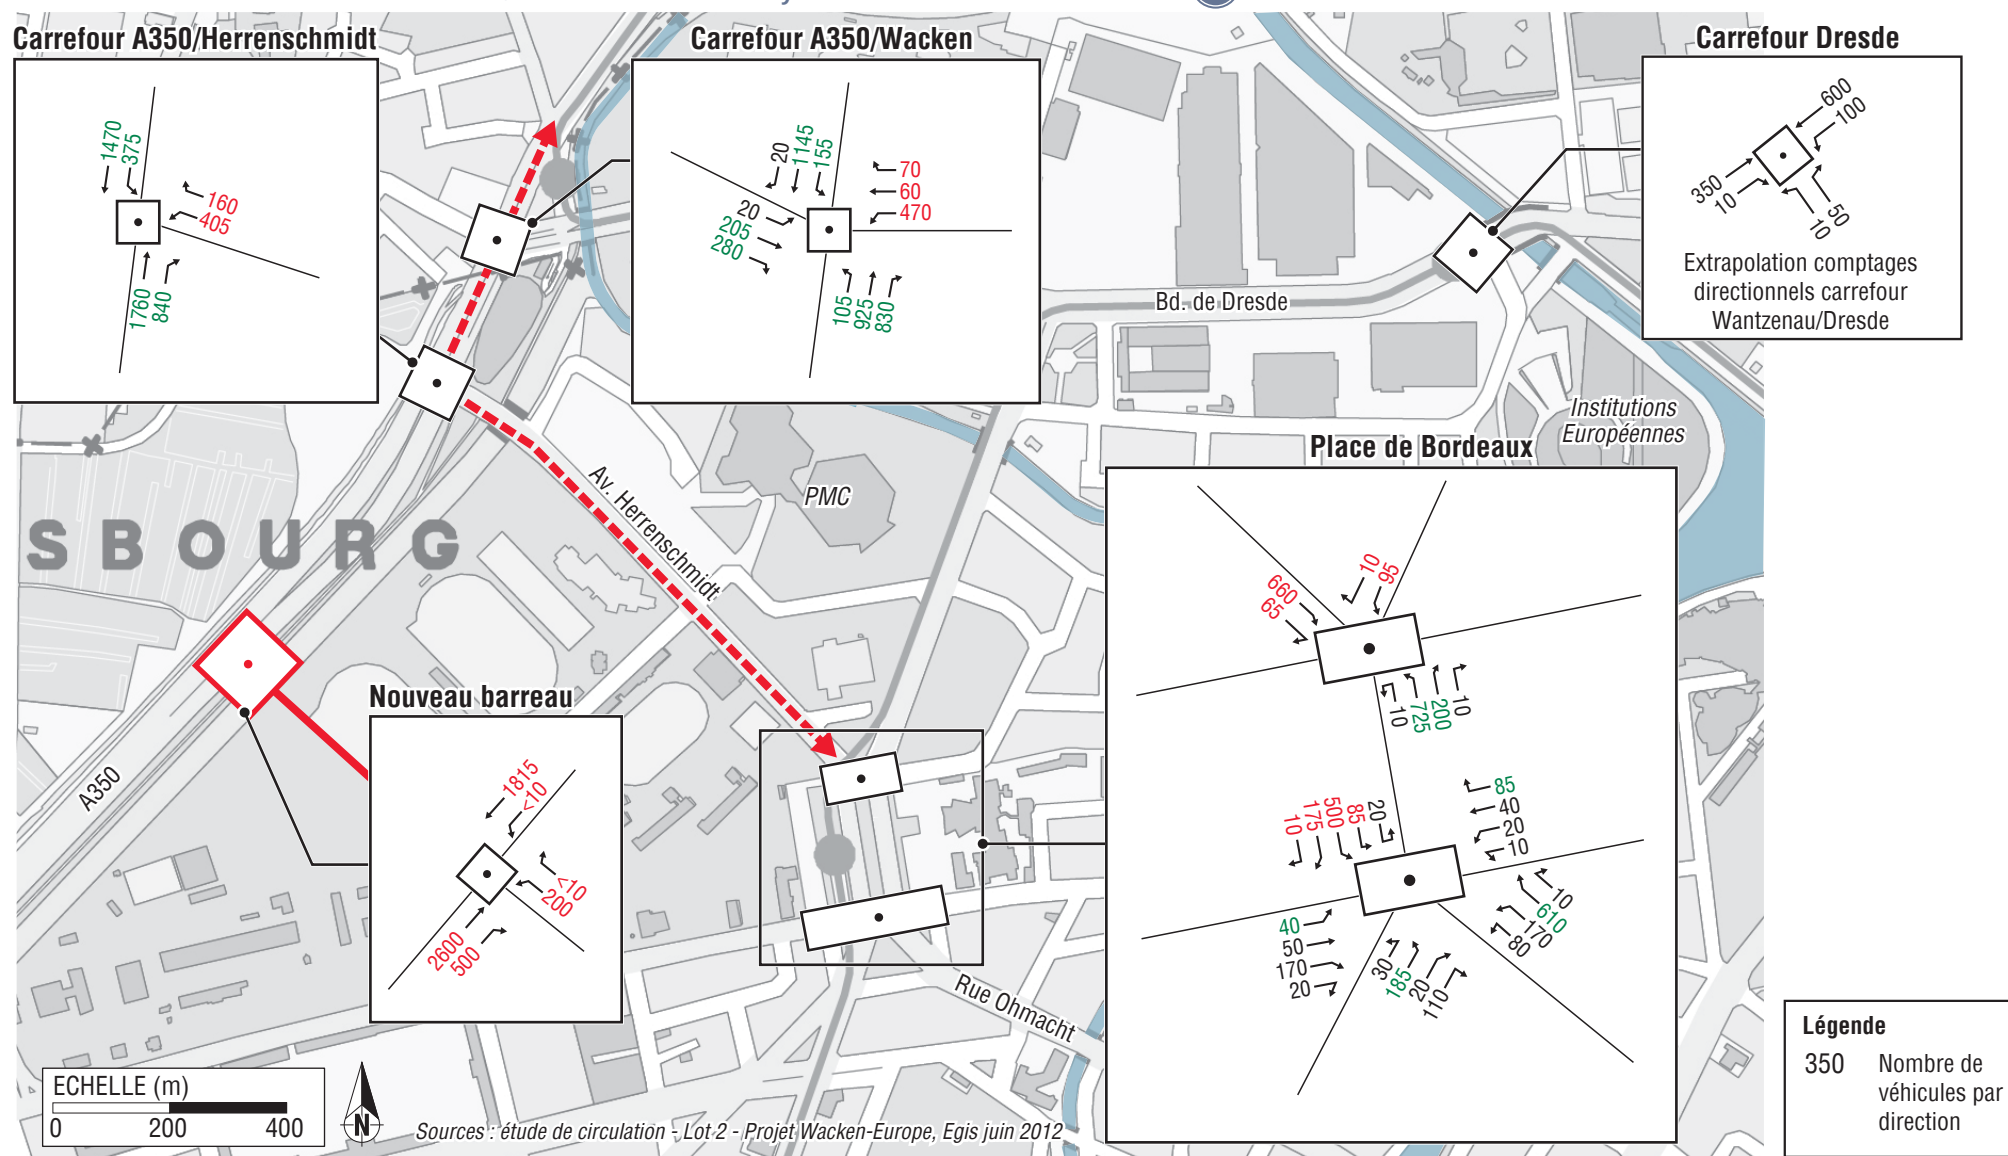 Carrefour A350/Herrenschmidt
1470
375
160
405
1760
840
Carrefour A350/Wacken
20
1145
155
70
60
470
20
205
280
105
925
830
Carrefour Dresde
600
100
350
10
50
10
Extrapolation comptages
directionnels carrefour
Wantzenau/Dresde
Bd. de Dresde
Institutions
Européennes
PMC
Av. Herrenschmidt
SBOURG
A350
Nouveau barreau
1815
<10
<10
200
2600
500
Place de Bordeaux
10
95
660
65
10
725
200
10
10
175
500
85
20
85
40
20
10
40
50
170
20
30
185
20
110
10
610
170
80
Rue Ohmacht
ECHELLE (m)
0 200 400
N
Sources : étude de circulation - Lot 2 - Projet Wacken-Europe, Egis juin 2012
Légende
350 Nombre de
véhicules par
direction